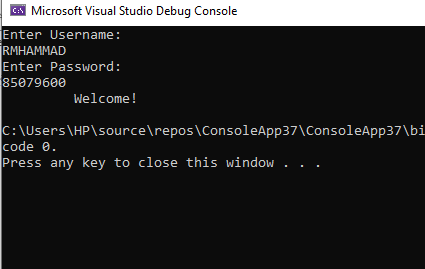 Microsoft Visual Studio Debug Console
Enter Username:
RMHAMMAD
Enter Password:
85079600
Welcome!
C:\Users\HP\source\repos\ConsoleApp37\ConsoleApp37\bi
code 0.
Press any key to close this window . . .